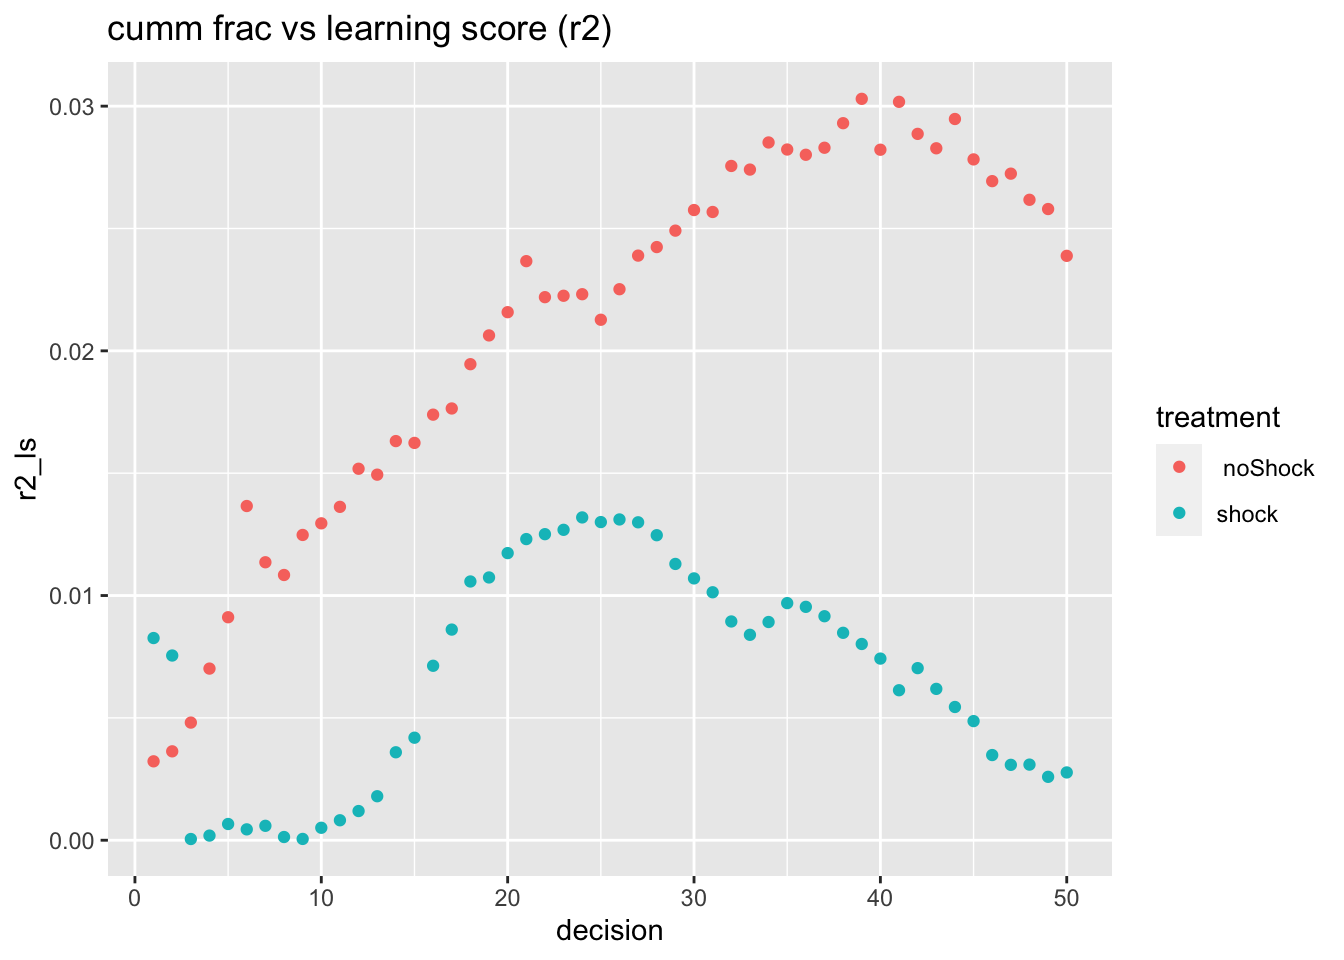 cumm frac vs learning score (r2)
0.03
0.02
0.01
0.00
r2_ls
0 10 20 30 40 50
decision
treatment
noShock
shock